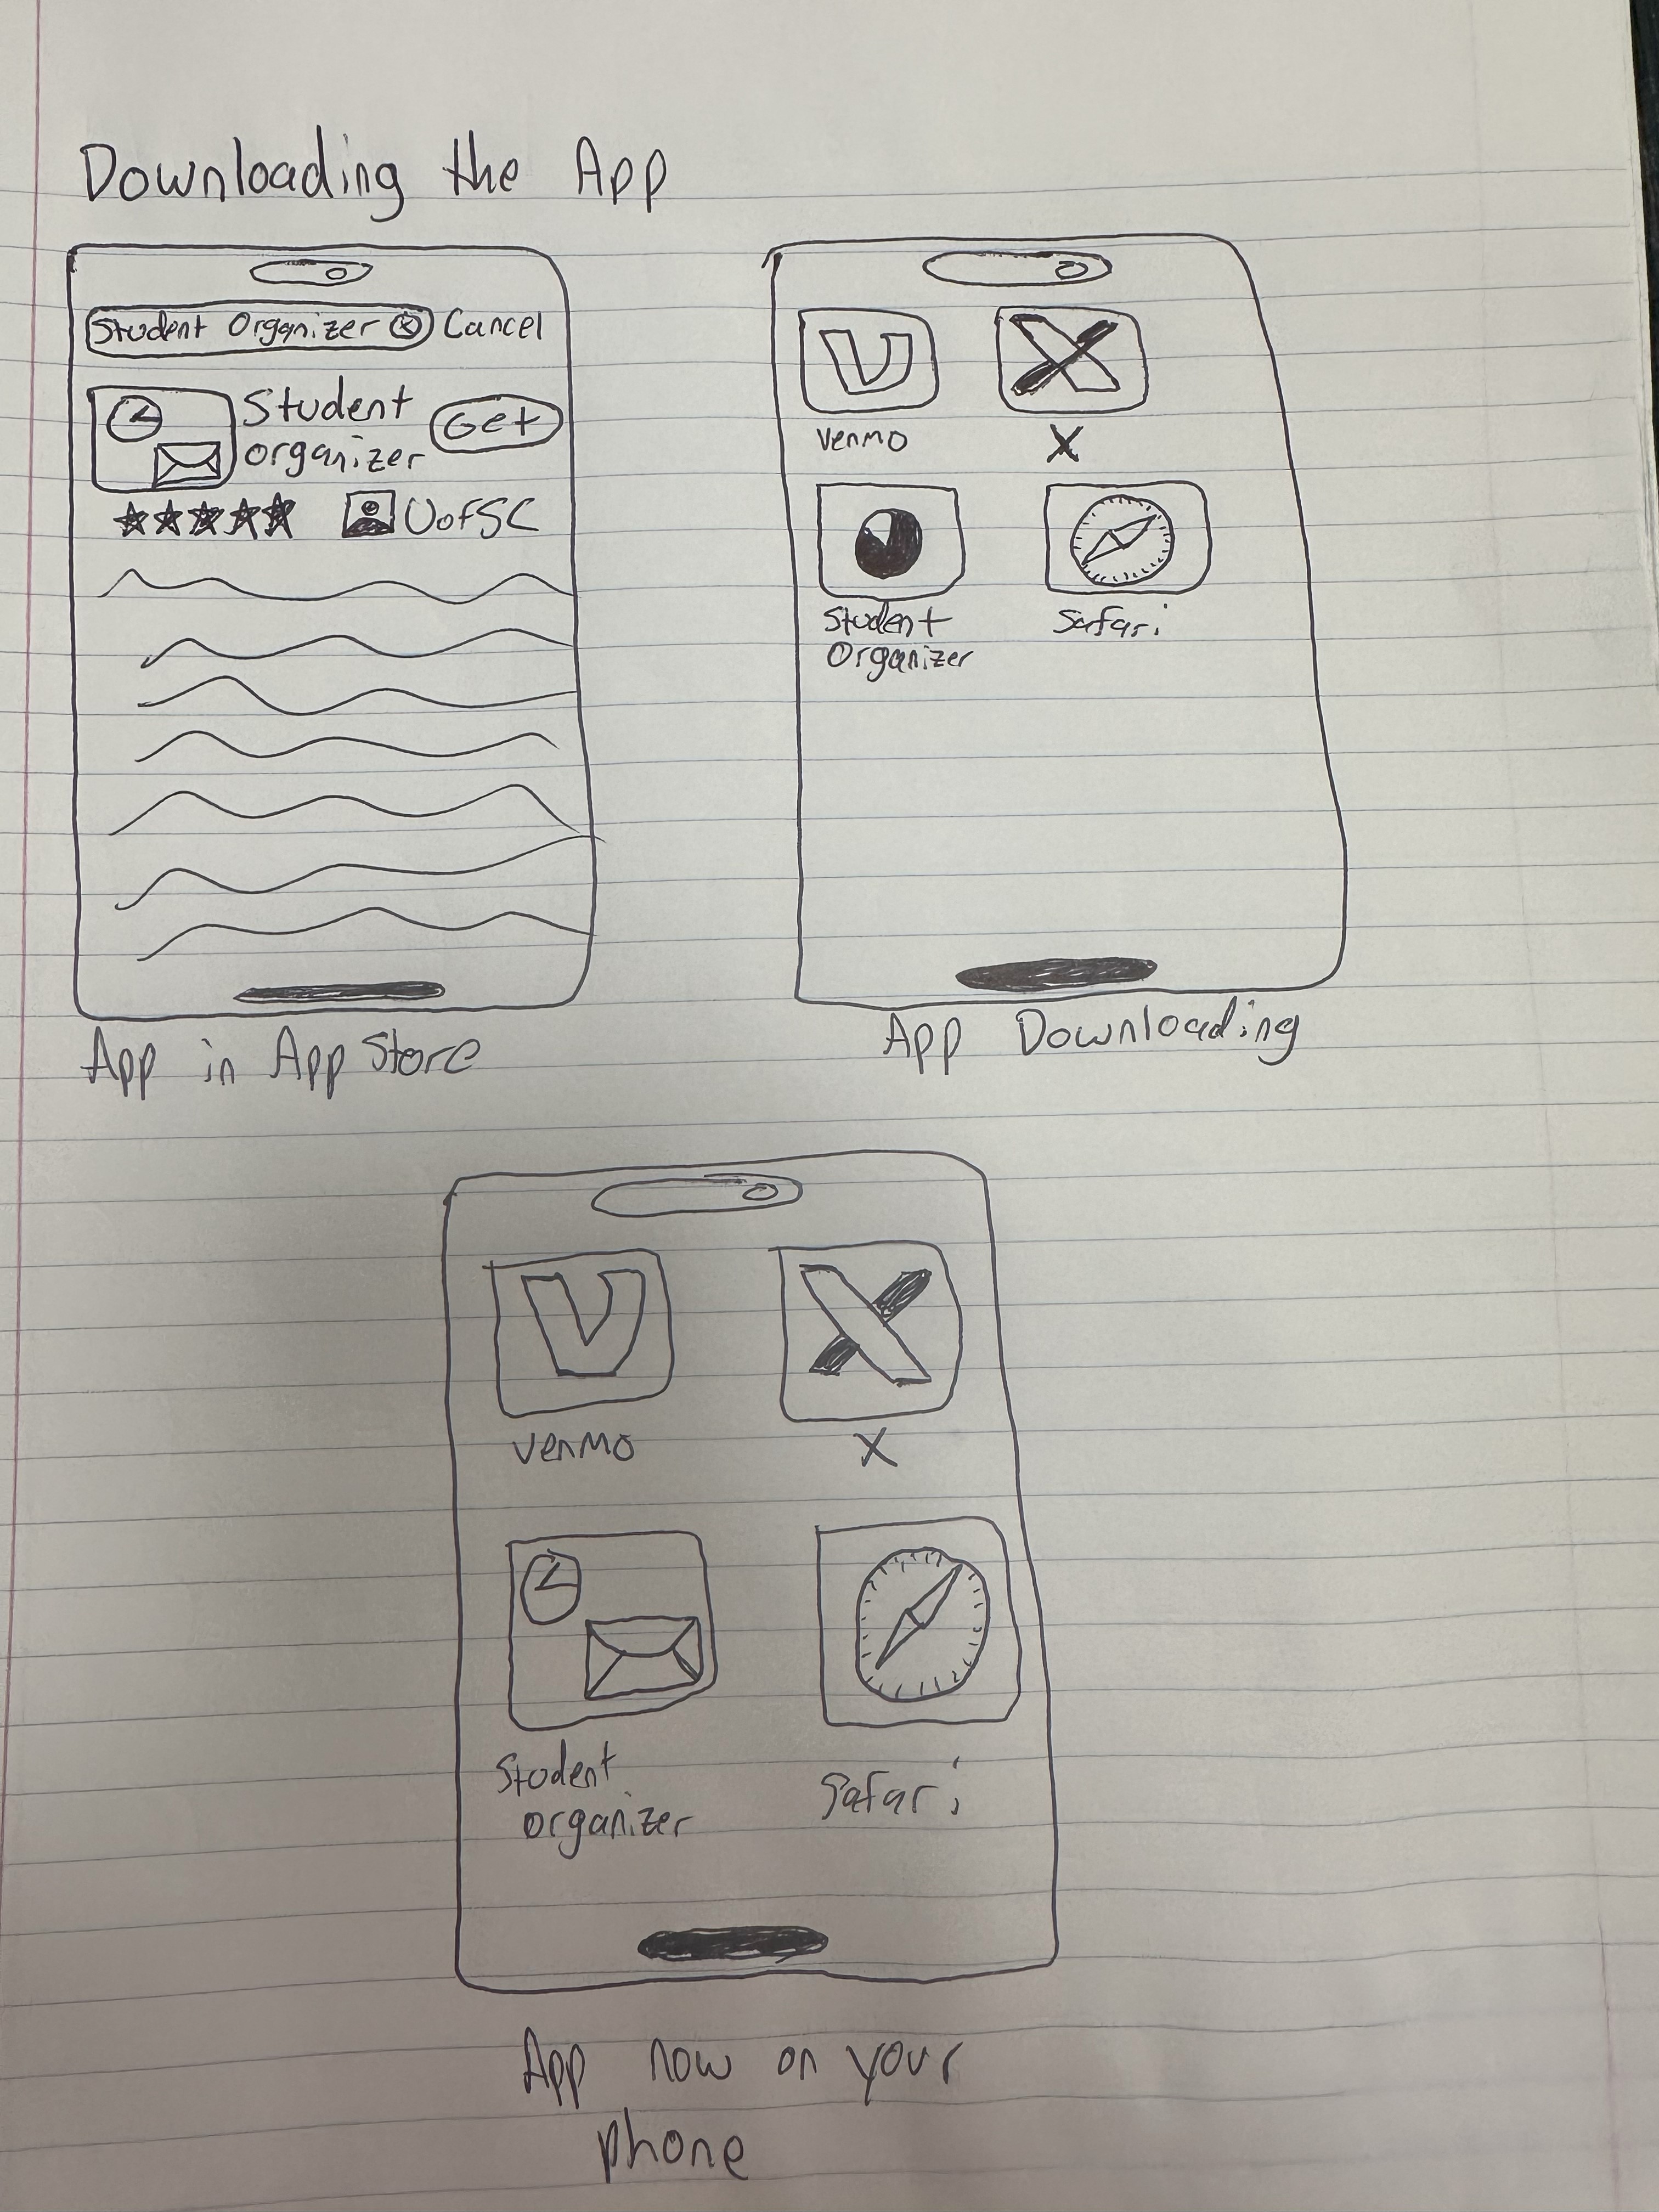 Downloading the App
Student Organizer ⓧ Cancel
Student
organizer
Get
UofSC
App in App Store
V
X
venmo
X
Student
Organizer
Safari
App Downloading
V
X
venmo
X
Student
organizer
Safari
App now on your
phone